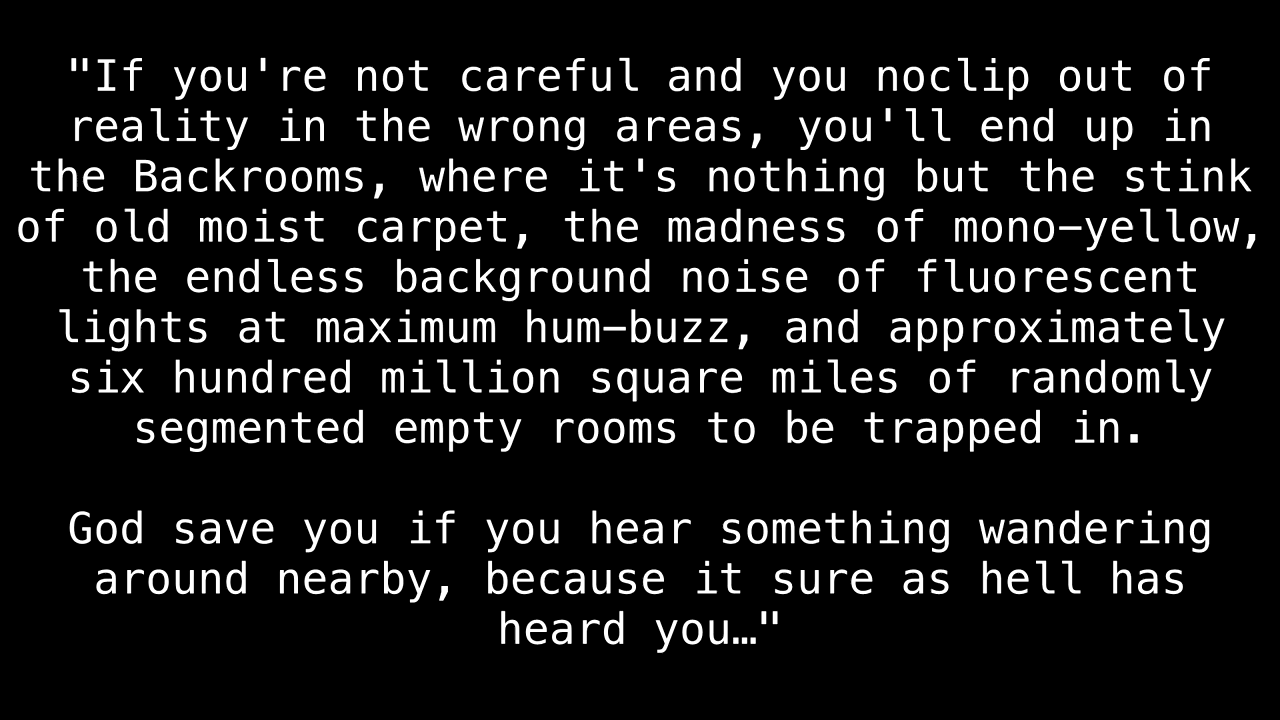 "If you're not careful and you noclip out of
reality in the wrong areas, you'll end up in
the Backrooms, where it's nothing but the stink
of old moist carpet, the madness of mono-yellow,
the endless background noise of fluorescent
lights at maximum hum-buzz, and approximately
six hundred million square miles of randomly
segmented empty rooms to be trapped in.
God save you if you hear something wandering
around nearby, because it sure as hell has
heard you…"